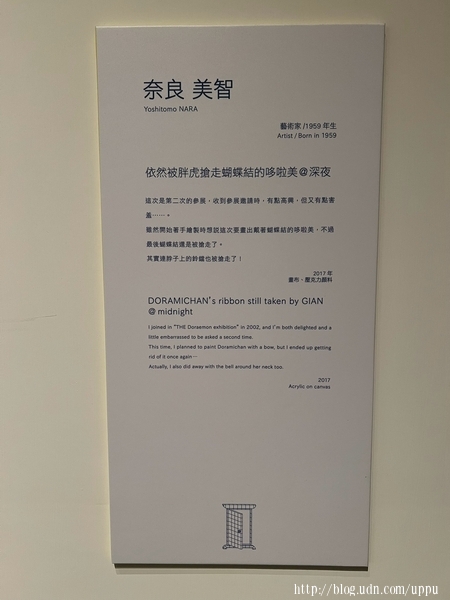 奈良 美智
Yoshitomo NARA
藝術家/1959 年生
Artist / Born in 1959
依然被胖虎搶走蝴蝶結的哆啦美@深夜
這次是第二次的參展，收到參展邀請時，有點高興，但又有點害
羞⋯⋯。
雖然開始著手繪製時想說這次要畫出戴著蝴蝶結的哆啦美，不過
最後蝴蝶結還是被搶走了。
其實連脖子上的鈴鐺也被搶走了！
2017 年
畫布、壓克力顏料
DORAMICHAN's ribbon still taken by GIAN
@ midnight
I joined in "THE Doraemon exhibition" in 2002, and I'm both delighted and a
little embarrassed to be asked a second time.
This time, I planned to paint Doramichan with a bow, but I ended up getting
rid of it once again⋯
Actually, I also did away with the bell around her neck too.
2017
Acrylic on canvas
http://blog.udn.com/uppu